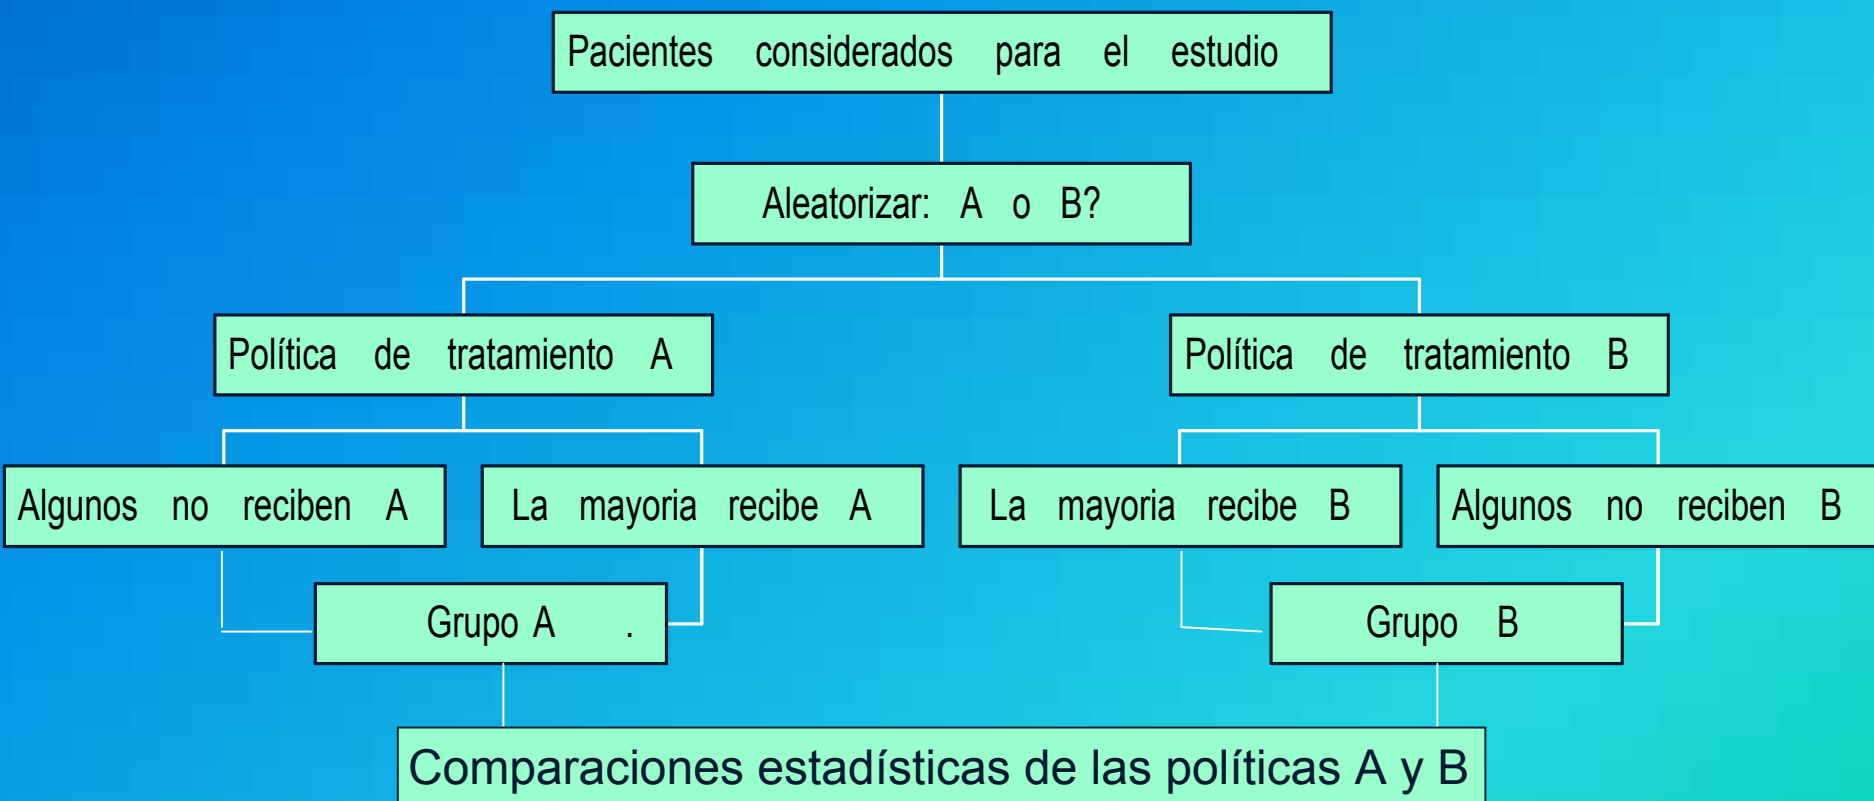 Pacientes considerados para el estudio
Aleatorizar: A o B?
Política de tratamiento A
Política de tratamiento B
Algunos no reciben A
La mayoria recibe A
La mayoria recibe B
Algunos no reciben B
Grupo A .
Grupo B
Comparaciones estadísticas de las políticas A y B